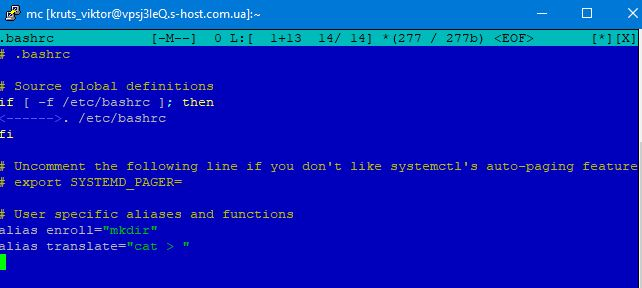 mc [kruts_viktor@vpsj3leQ.s-host.com.ua]:~
.bashrc [-M--] 0 L:[ 1+13 14/ 14] *(277 / 277b) <EOF> [*][X]
# .bashrc
# Source global definitions
if [ -f /etc/bashrc ]; then
<------>. /etc/bashrc
fi
# Uncomment the following line if you don't like systemctl's auto-paging feature
# export SYSTEMD_PAGER=
# User specific aliases and functions
alias enroll="mkdir"
alias translate="cat > "